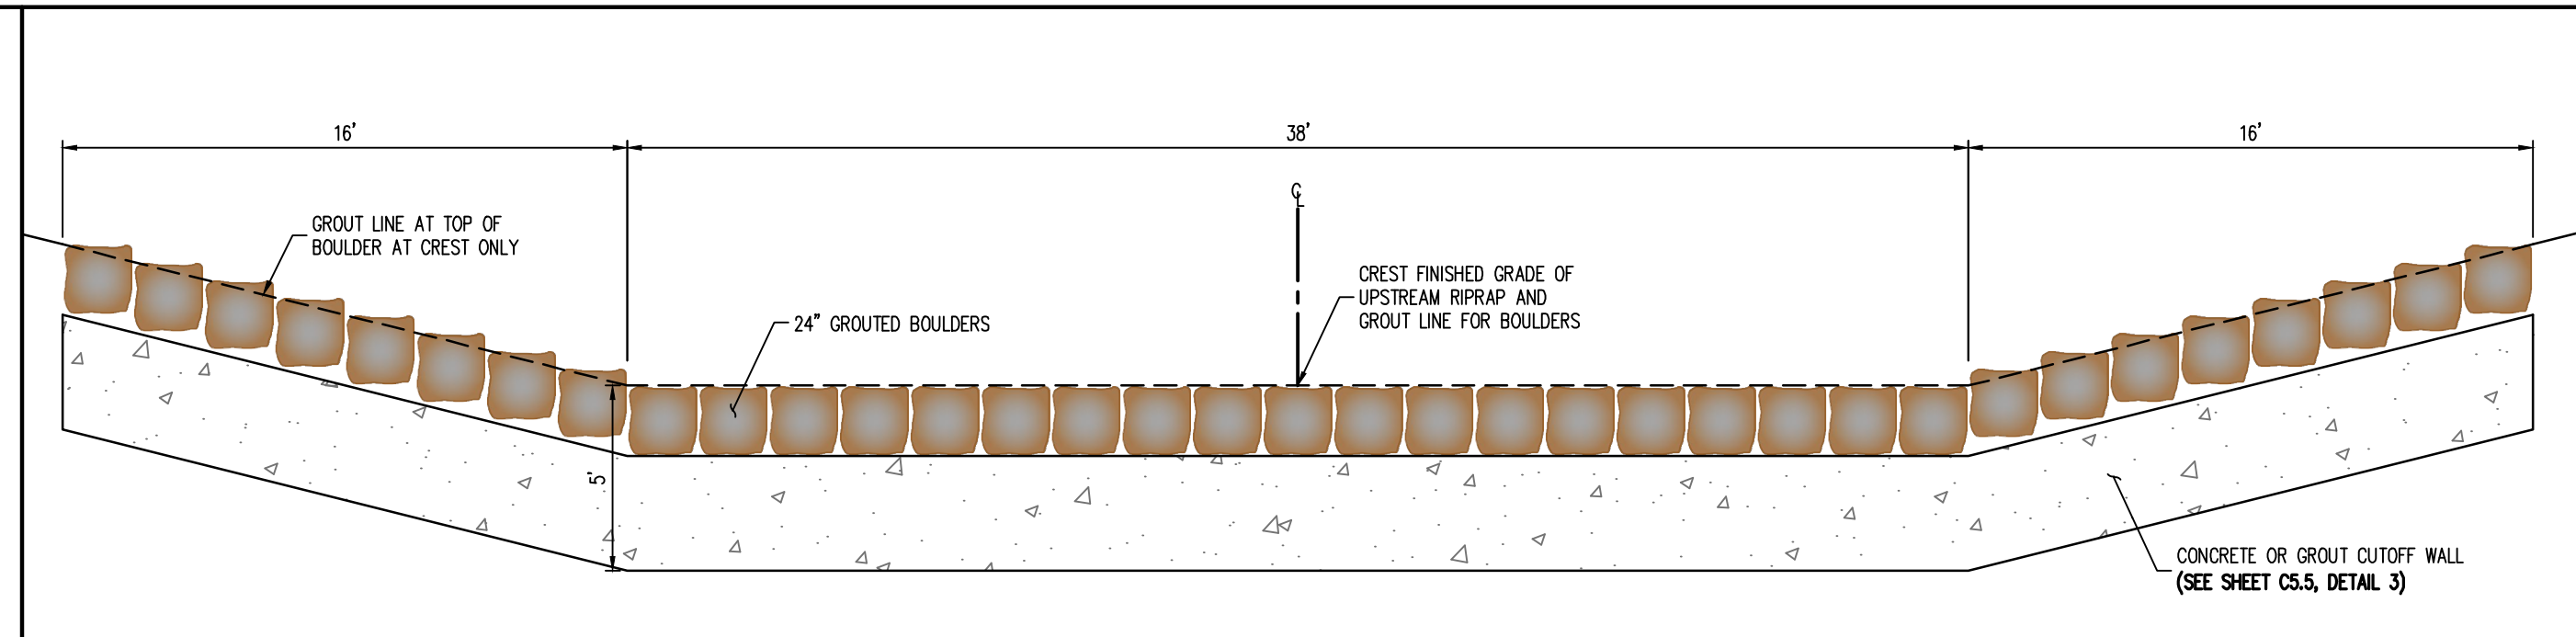 16'
38'
16'
℄
GROUT LINE AT TOP OF
BOULDER AT CREST ONLY
CREST FINISHED GRADE OF
UPSTREAM RIPRAP AND
GROUT LINE FOR BOULDERS
24" GROUTED BOULDERS
5'
CONCRETE OR GROUT CUTOFF WALL
(SEE SHEET C5.5, DETAIL 3)